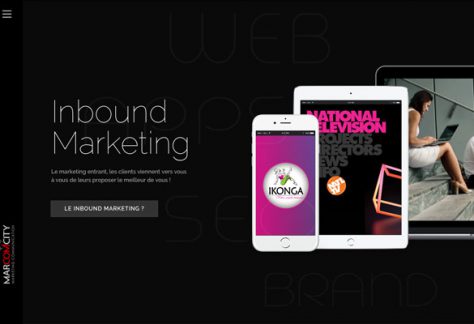 WEB
Inbound
Marketing
Le marketing entrant, les clients viennent vers vous
à vous de leurs proposer le meilleur de vous !
LE INBOUND MARKETING ?
IKONGA
NATIONAL
TELEVISION
PROJECTS
DIRECTORS
NEWS
INFO
BRAND
MARCOMCITY